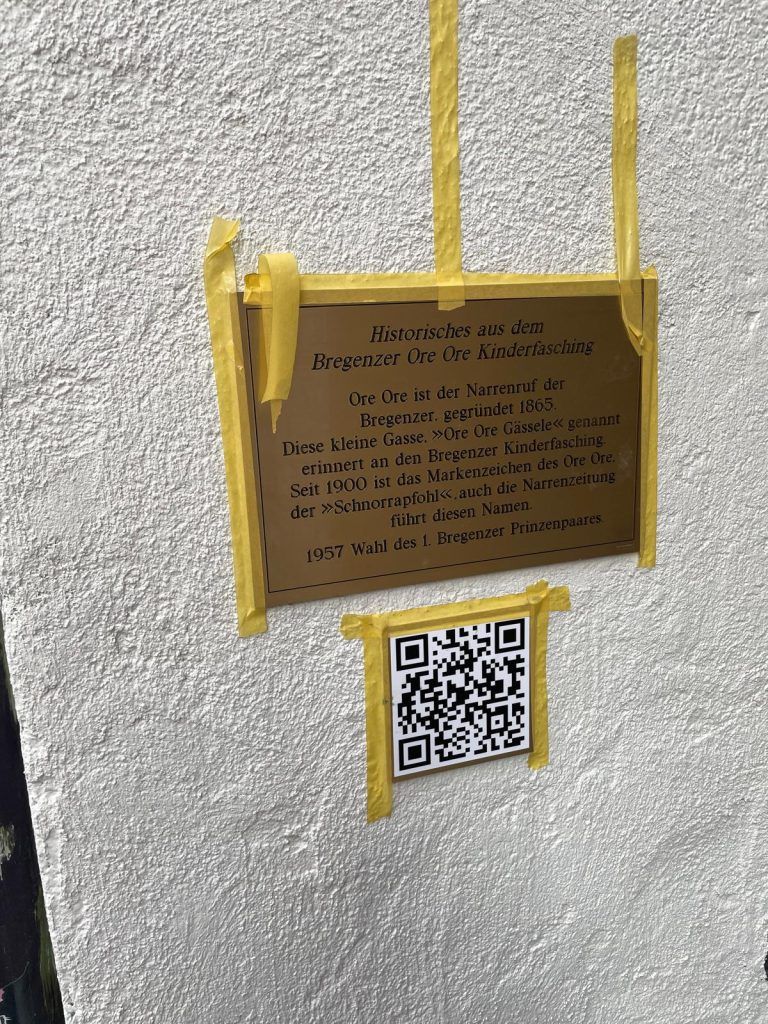 Historisches aus dem
Bregenzer Ore Ore Kinderfasching
Ore Ore ist der Narrenruf der
Bregenzer, gegründet 1865.
Diese kleine Gasse, »Ore Ore Gässele« genannt
erinnert an den Bregenzer Kinderfasching.
Seit 1900 ist das Markenzeichen des Ore Ore,
der »Schnorrapfohl«, auch die Narrenzeitung
führt diesen Namen.
1957 Wahl des 1. Bregenzer Prinzenpaares